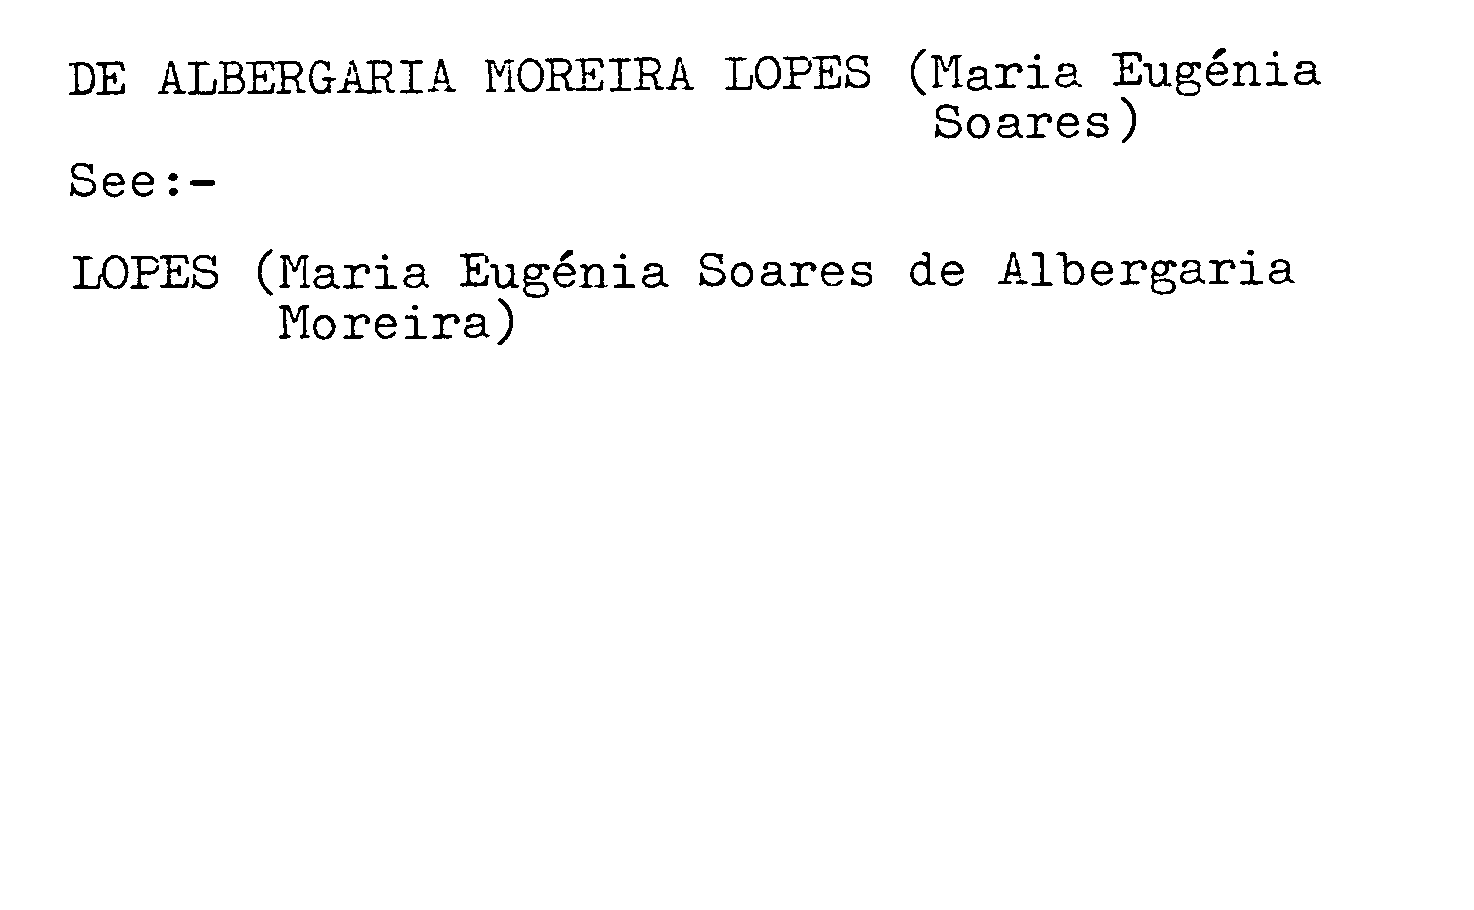 DE ALBERGARIA MOREIRA LOPES (Maria Eugénia
Soares)
See:-
LOPES (Maria Eugénia Soares de Albergaria
Moreira)